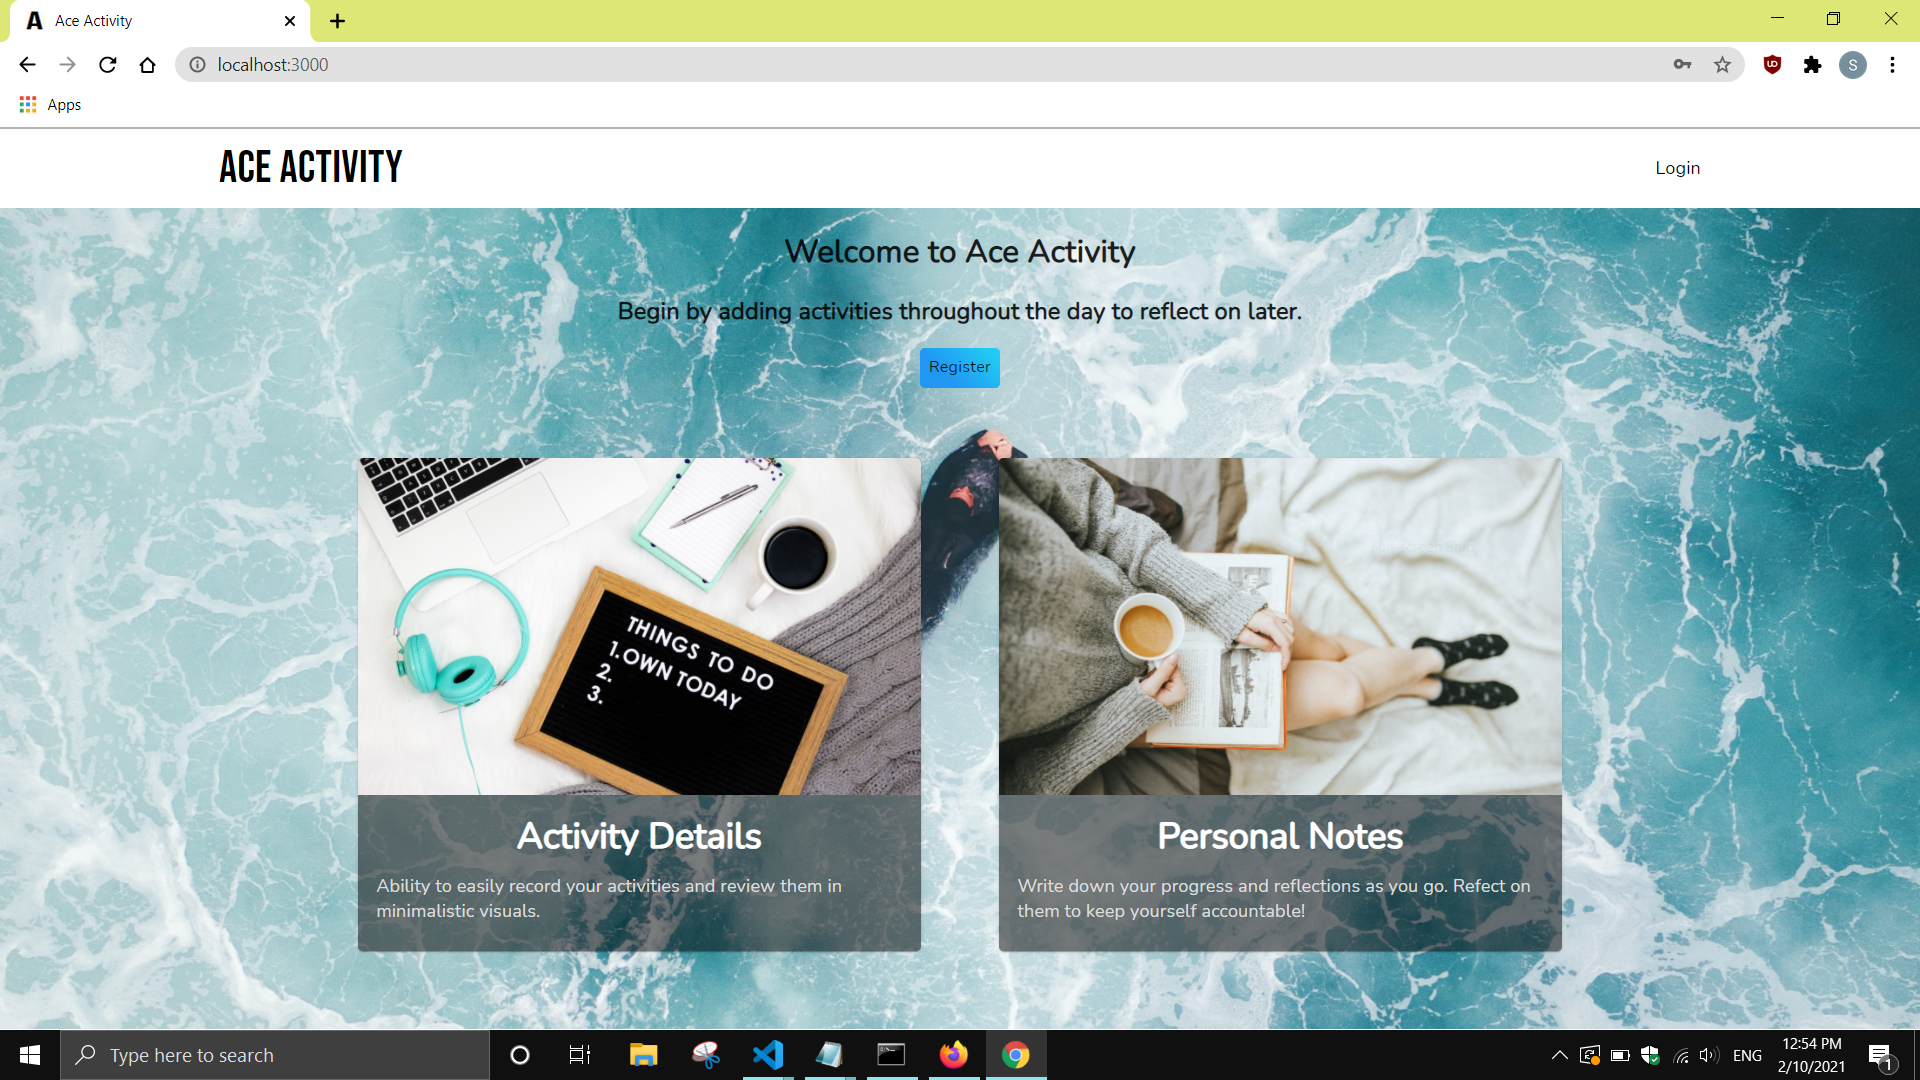 Ace Activity
localhost:3000
S
Apps
ACE ACTIVITY
Login
Welcome to Ace Activity
Begin by adding activities throughout the day to reflect on later.
Register
THINGS TO DO
1.OWN TODAY
2.
3.
Activity Details
Ability to easily record your activities and review them in
minimalistic visuals.
Personal Notes
Write down your progress and reflections as you go. Refect on
them to keep yourself accountable!
Type here to search
ENG
12:54 PM
2/10/2021
1